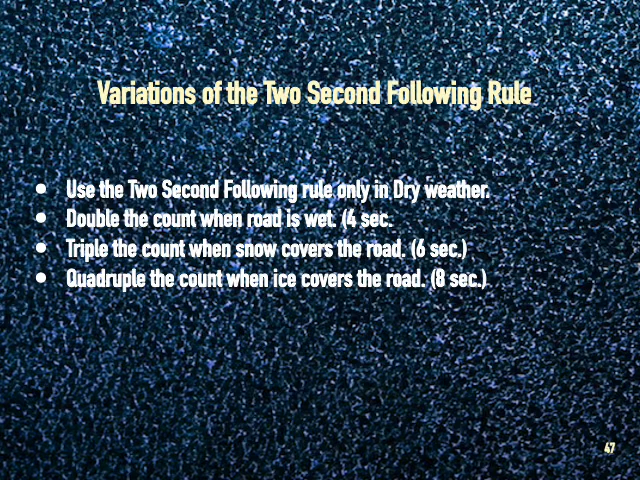 Variations of the Two Second Following Rule
• Use the Two Second Following rule only in Dry weather.
• Double the count when road is wet. (4 sec.
• Triple the count when snow covers the road. (6 sec.)
• Quadruple the count when ice covers the road. (8 sec.)
47